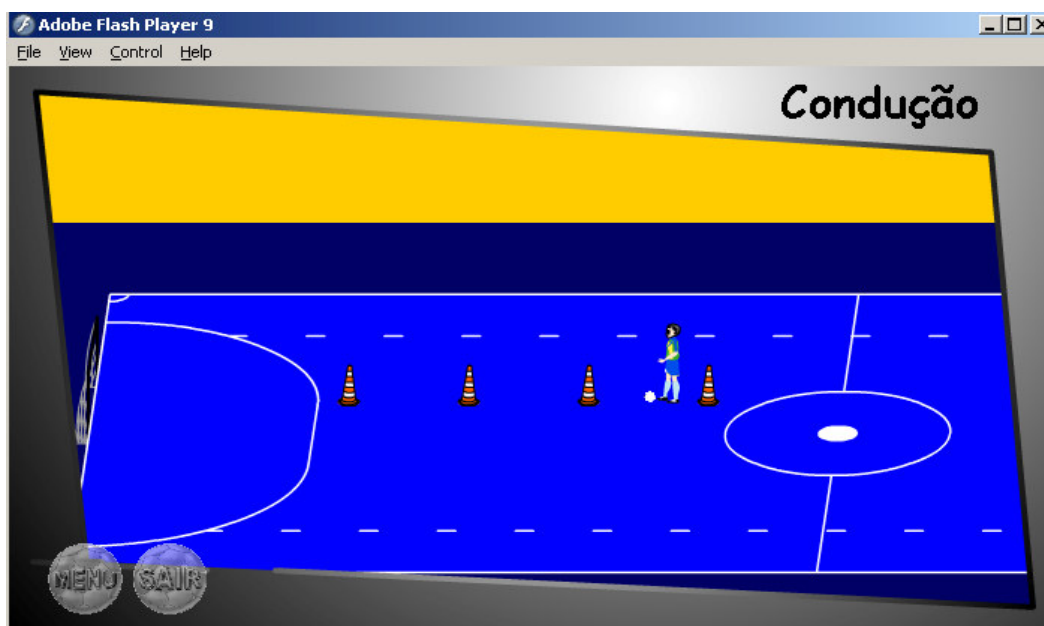 Adobe Flash Player 9
File View Control Help
Condução
MENU SAIR